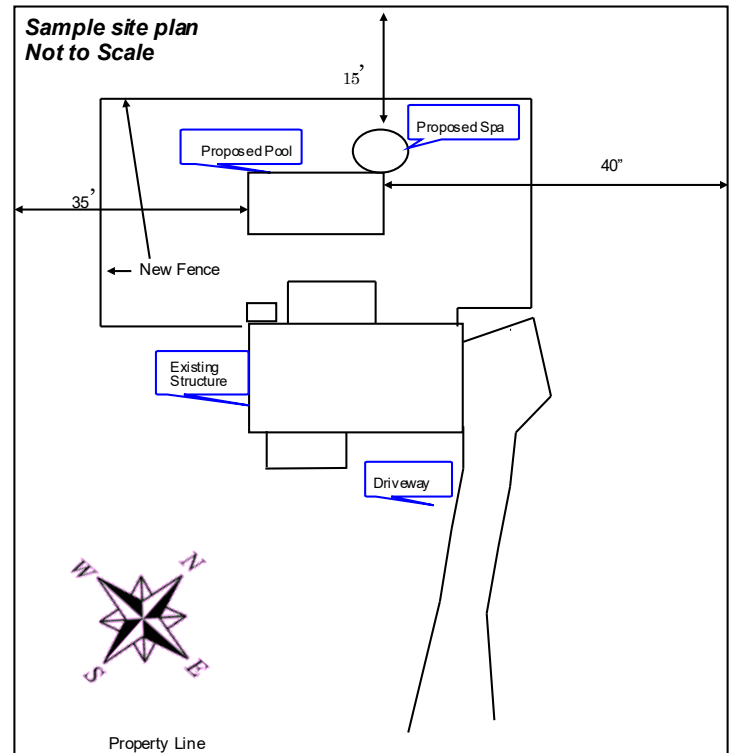 Sample site plan
Not to Scale
15’
Proposed Spa
Proposed Pool
40”
35’
New Fence
Existing
Structure
Driveway
W
N
S
E
Property Line